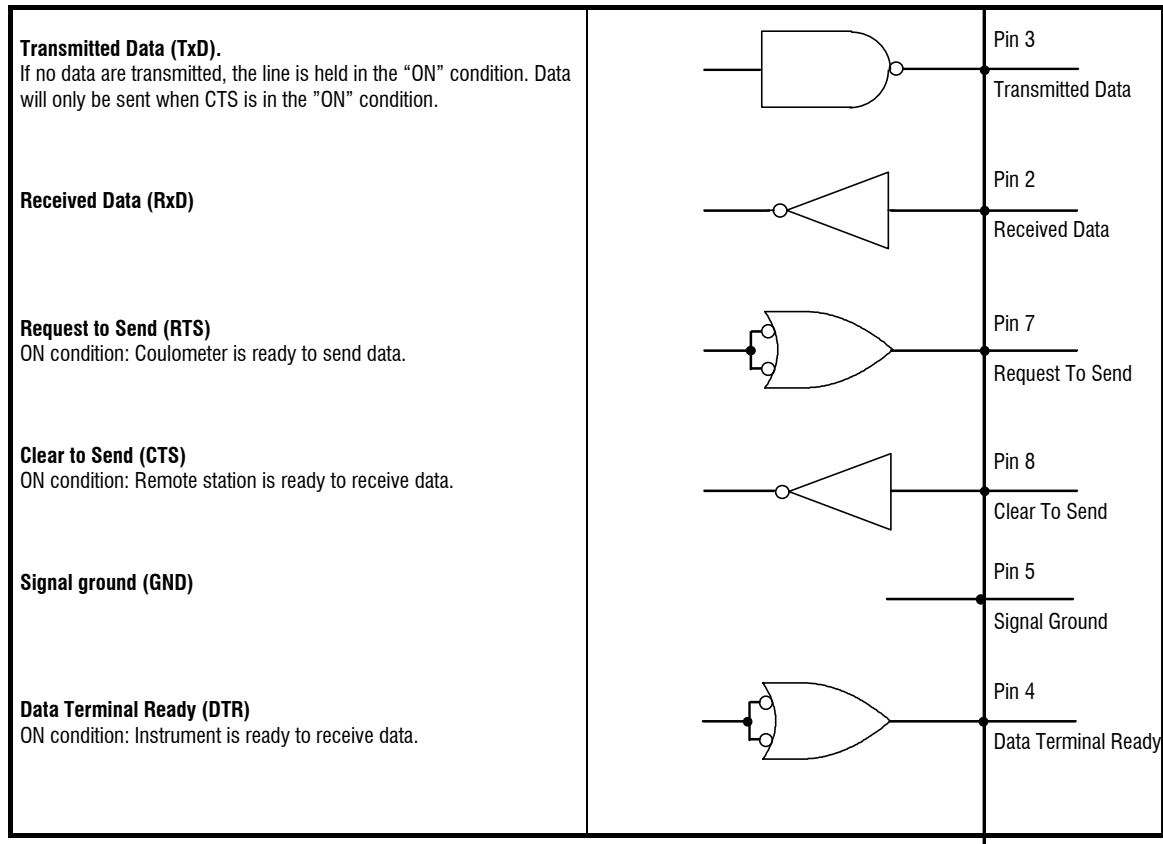 Transmitted Data (TxD).
If no data are transmitted, the line is held in the “ON” condition. Data
will only be sent when CTS is in the ”ON” condition.
Pin 3
Transmitted Data
Received Data (RxD)
Pin 2
Received Data
Request to Send (RTS)
ON condition: Coulometer is ready to send data.
Pin 7
Request To Send
Clear to Send (CTS)
ON condition: Remote station is ready to receive data.
Pin 8
Clear To Send
Signal ground (GND)
Pin 5
Signal Ground
Data Terminal Ready (DTR)
ON condition: Instrument is ready to receive data.
Pin 4
Data Terminal Ready